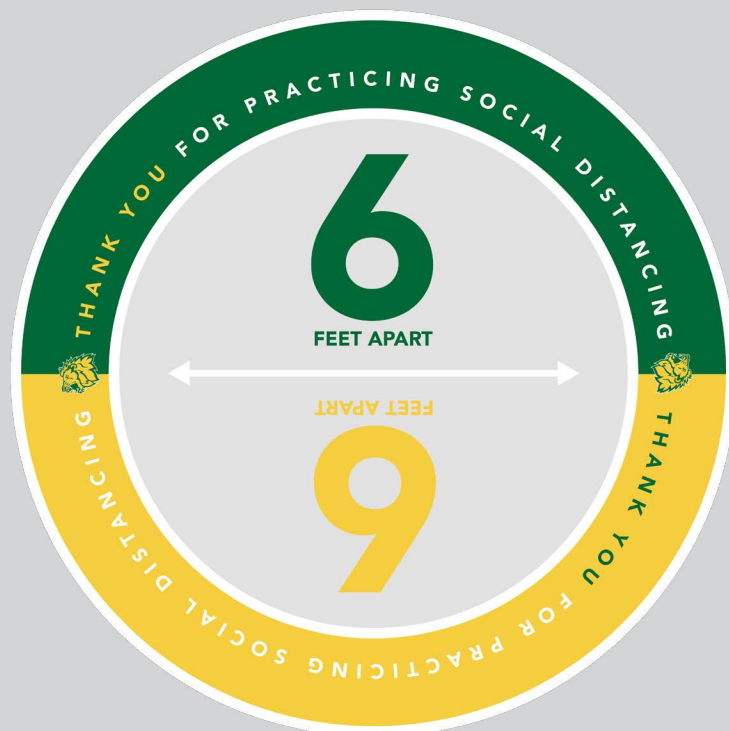 THANK YOU FOR PRACTICING SOCIAL DISTANCING
6
FEET APART
6
FEET APART
THANK YOU FOR PRACTICING SOCIAL DISTANCING